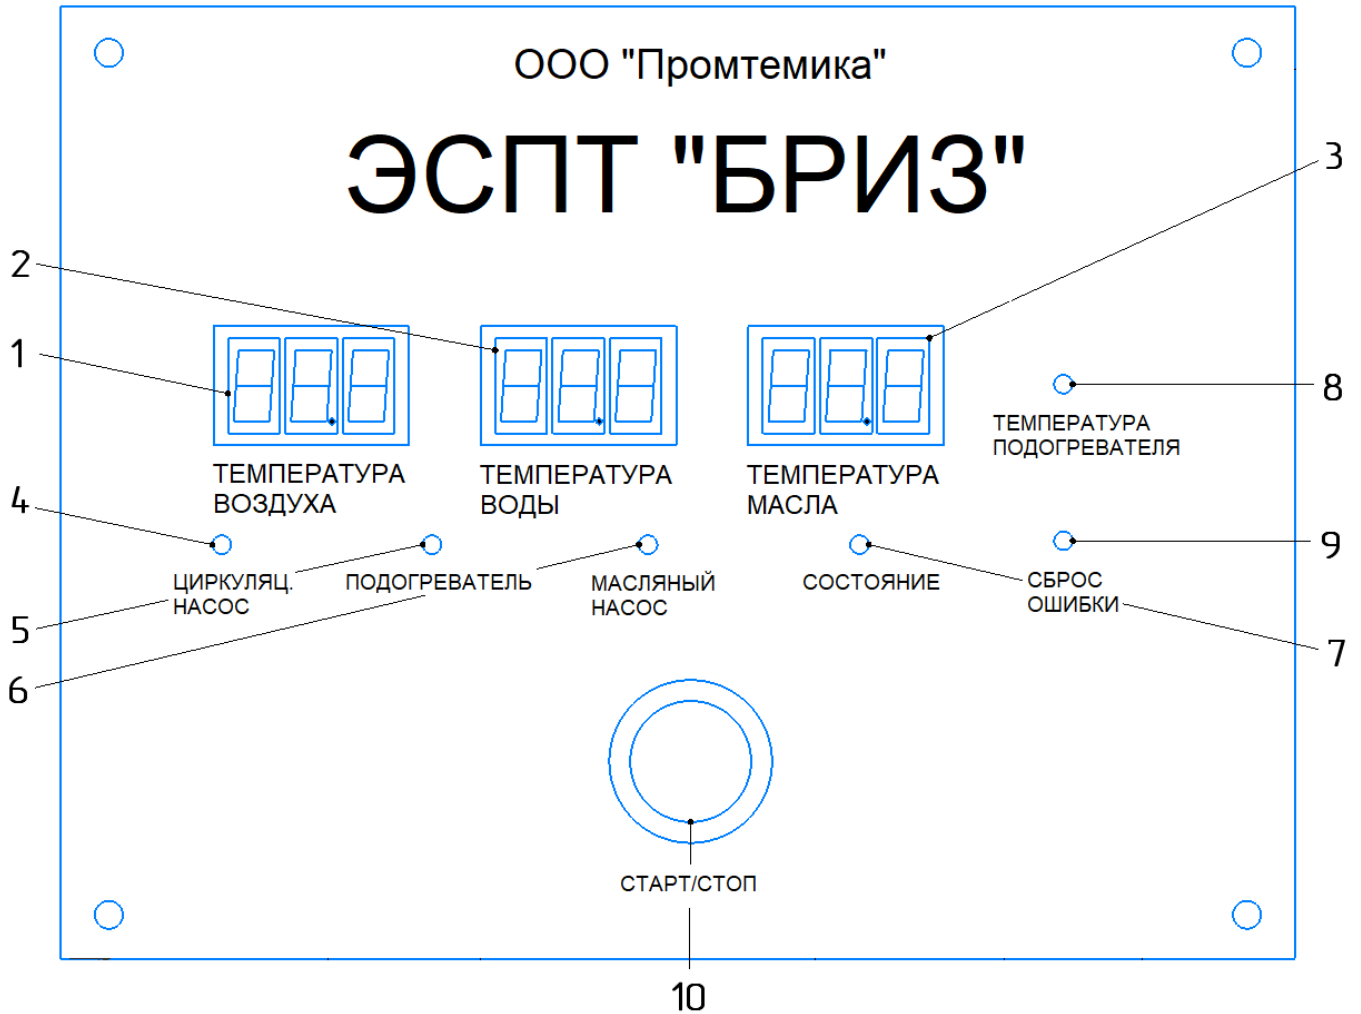 ООО "Промтемика"
ЭСПТ "БРИЗ"
3
2
1
8
ТЕМПЕРАТУРА
ПОДОГРЕВАТЕЛЯ
ТЕМПЕРАТУРА
ВОЗДУХА
ТЕМПЕРАТУРА
ВОДЫ
ТЕМПЕРАТУРА
МАСЛА
4
9
ЦИРКУЛЯЦ.
НАСОС
ПОДОГРЕВАТЕЛЬ
МАСЛЯНЫЙ
НАСОС
СОСТОЯНИЕ
СБРОС
ОШИБКИ
5
7
6
СТАРТ/СТОП
10